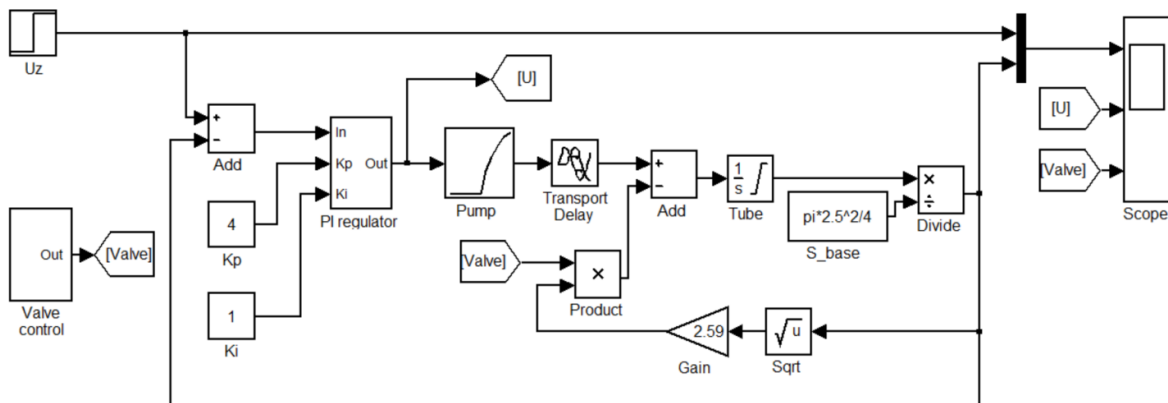 Uz
+
−
Add
In
Kp
Ki
Out
PI regulator
[U]
4
Kp
1
Ki
Out
Valve
control
[Valve]
Pump
Transport
Delay
+
−
Add
1
s
Tube
pi*2.5^2/4
S_base
×
÷
Divide
[Valve]
×
Product
2.59
Gain
√u
Sqrt
[U]
[Valve]
Scope